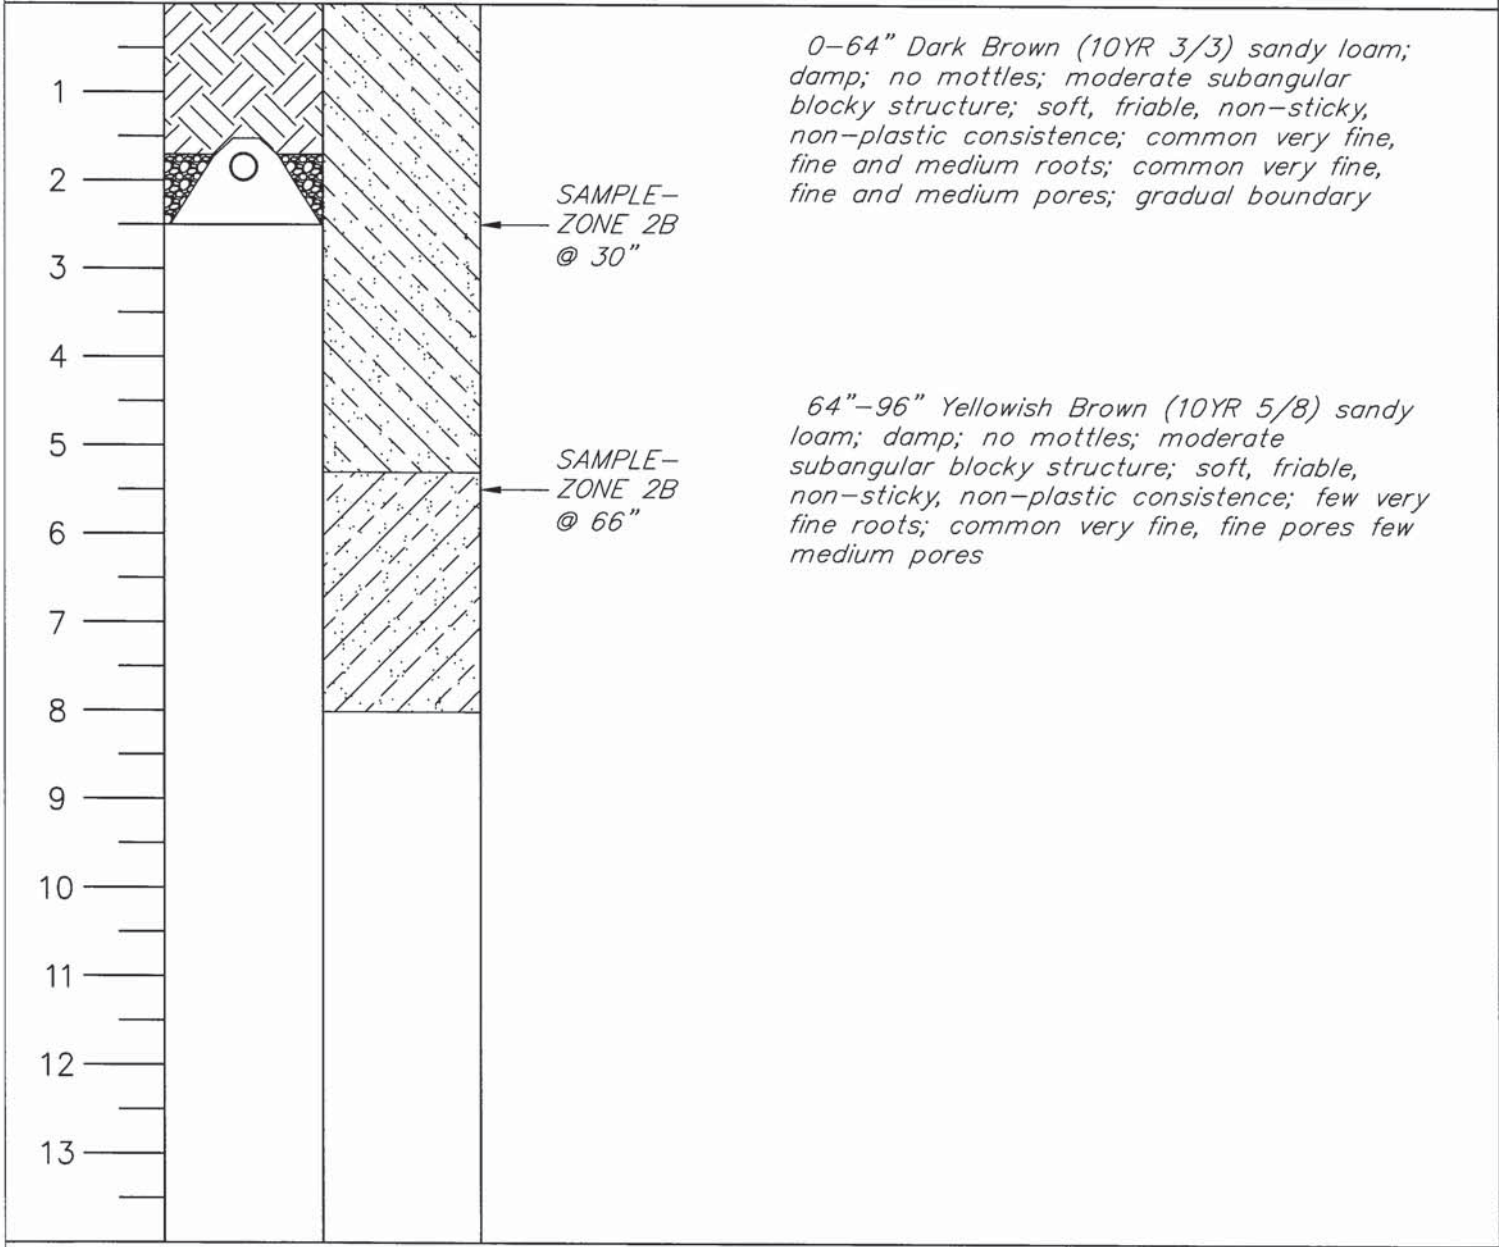 0-64" Dark Brown (10YR 3/3) sandy loam;
damp; no mottles; moderate subangular
blocky structure; soft, friable, non-sticky,
non-plastic consistence; common very fine,
fine and medium roots; common very fine,
fine and medium pores; gradual boundary
1
2
SAMPLE-
ZONE 2B
@ 30"
3
4
64"-96" Yellowish Brown (10YR 5/8) sandy
loam; damp; no mottles; moderate
subangular blocky structure; soft, friable,
non-sticky, non-plastic consistence; few very
fine roots; common very fine, fine pores few
medium pores
5
SAMPLE-
ZONE 2B
@ 66"
6
7
8
9
10
11
12
13